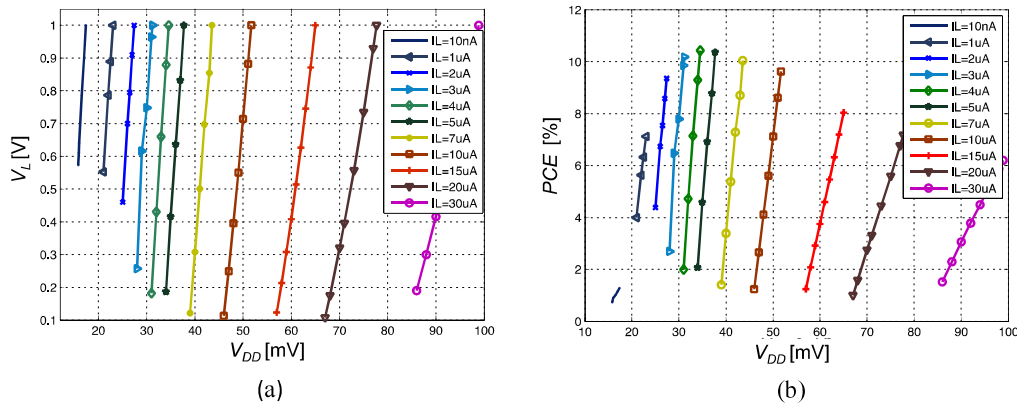 V_L [V]
1
0.9
0.8
0.7
0.6
0.5
0.4
0.3
0.2
0.1
20
30
40
50
60
70
80
90
100
V_DD [mV]
IL=10nA
IL=1uA
IL=2uA
IL=3uA
IL=4uA
IL=5uA
IL=7uA
IL=10uA
IL=15uA
IL=20uA
IL=30uA
(a)
PCE [%]
12
10
8
6
4
2
0
10
20
30
40
50
60
70
80
90
100
V_DD [mV]
IL=10nA
IL=1uA
IL=2uA
IL=3uA
IL=4uA
IL=5uA
IL=7uA
IL=10uA
IL=15uA
IL=20uA
IL=30uA
(b)